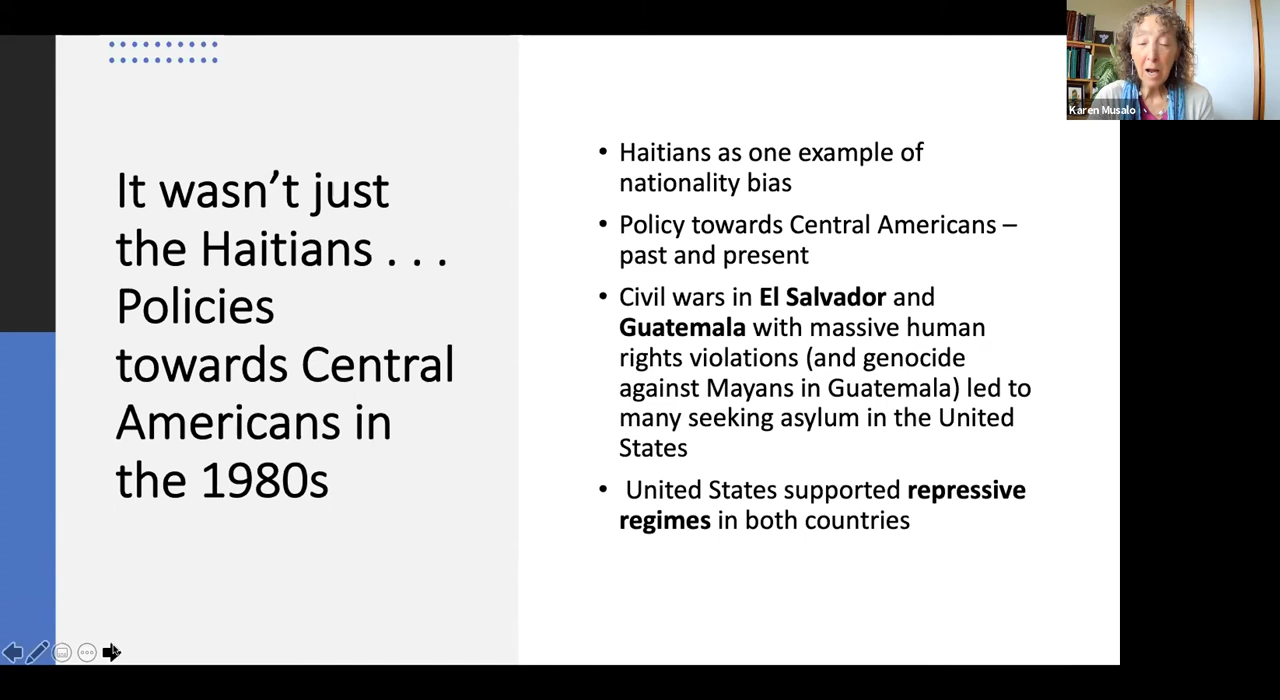 Karen Musalo
It wasn’t just
the Haitians . . .
Policies
towards Central
Americans in
the 1980s
• Haitians as one example of
nationality bias
• Policy towards Central Americans –
past and present
• Civil wars in El Salvador and
Guatemala with massive human
rights violations (and genocide
against Mayans in Guatemala) led to
many seeking asylum in the United
States
• United States supported repressive
regimes in both countries